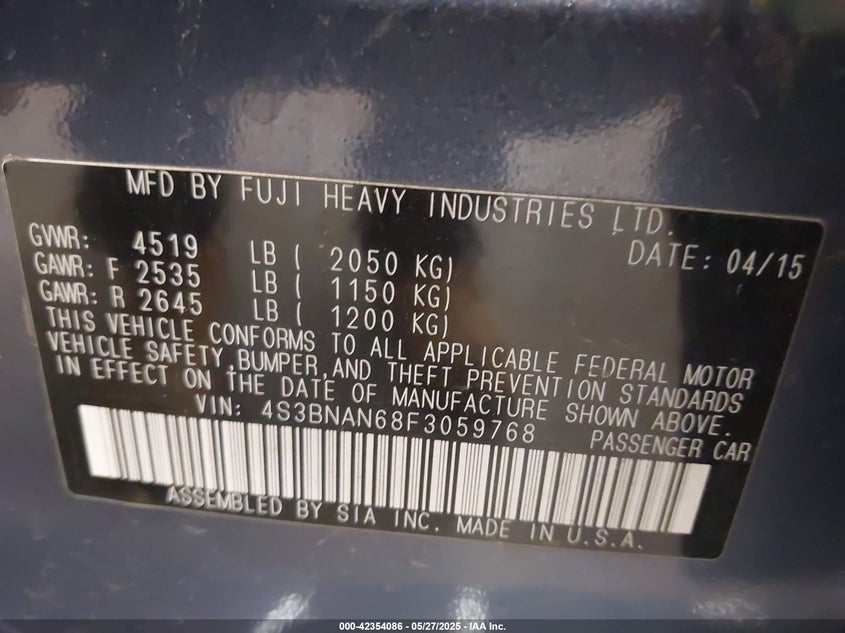 MFD BY FUJI HEAVY INDUSTRIES LTD.
GVWR: 4519 LB ( 2050 KG) DATE: 04/15
GAWR: F 2535 LB ( 1150 KG)
GAWR: R 2645 LB ( 1200 KG)
THIS VEHICLE CONFORMS TO ALL APPLICABLE FEDERAL MOTOR
VEHICLE SAFETY,BUMPER,AND THEFT PREVENTION STANDARDS
IN EFFECT ON THE DATE OF MANUFACTURE SHOWN ABOVE.
VIN: 4S3BNAN68F3059768 PASSENGER CAR
ASSEMBLED BY SIA INC. MADE IN U.S.A.
000-42354086 - 05/27/2025 - IAA Inc.